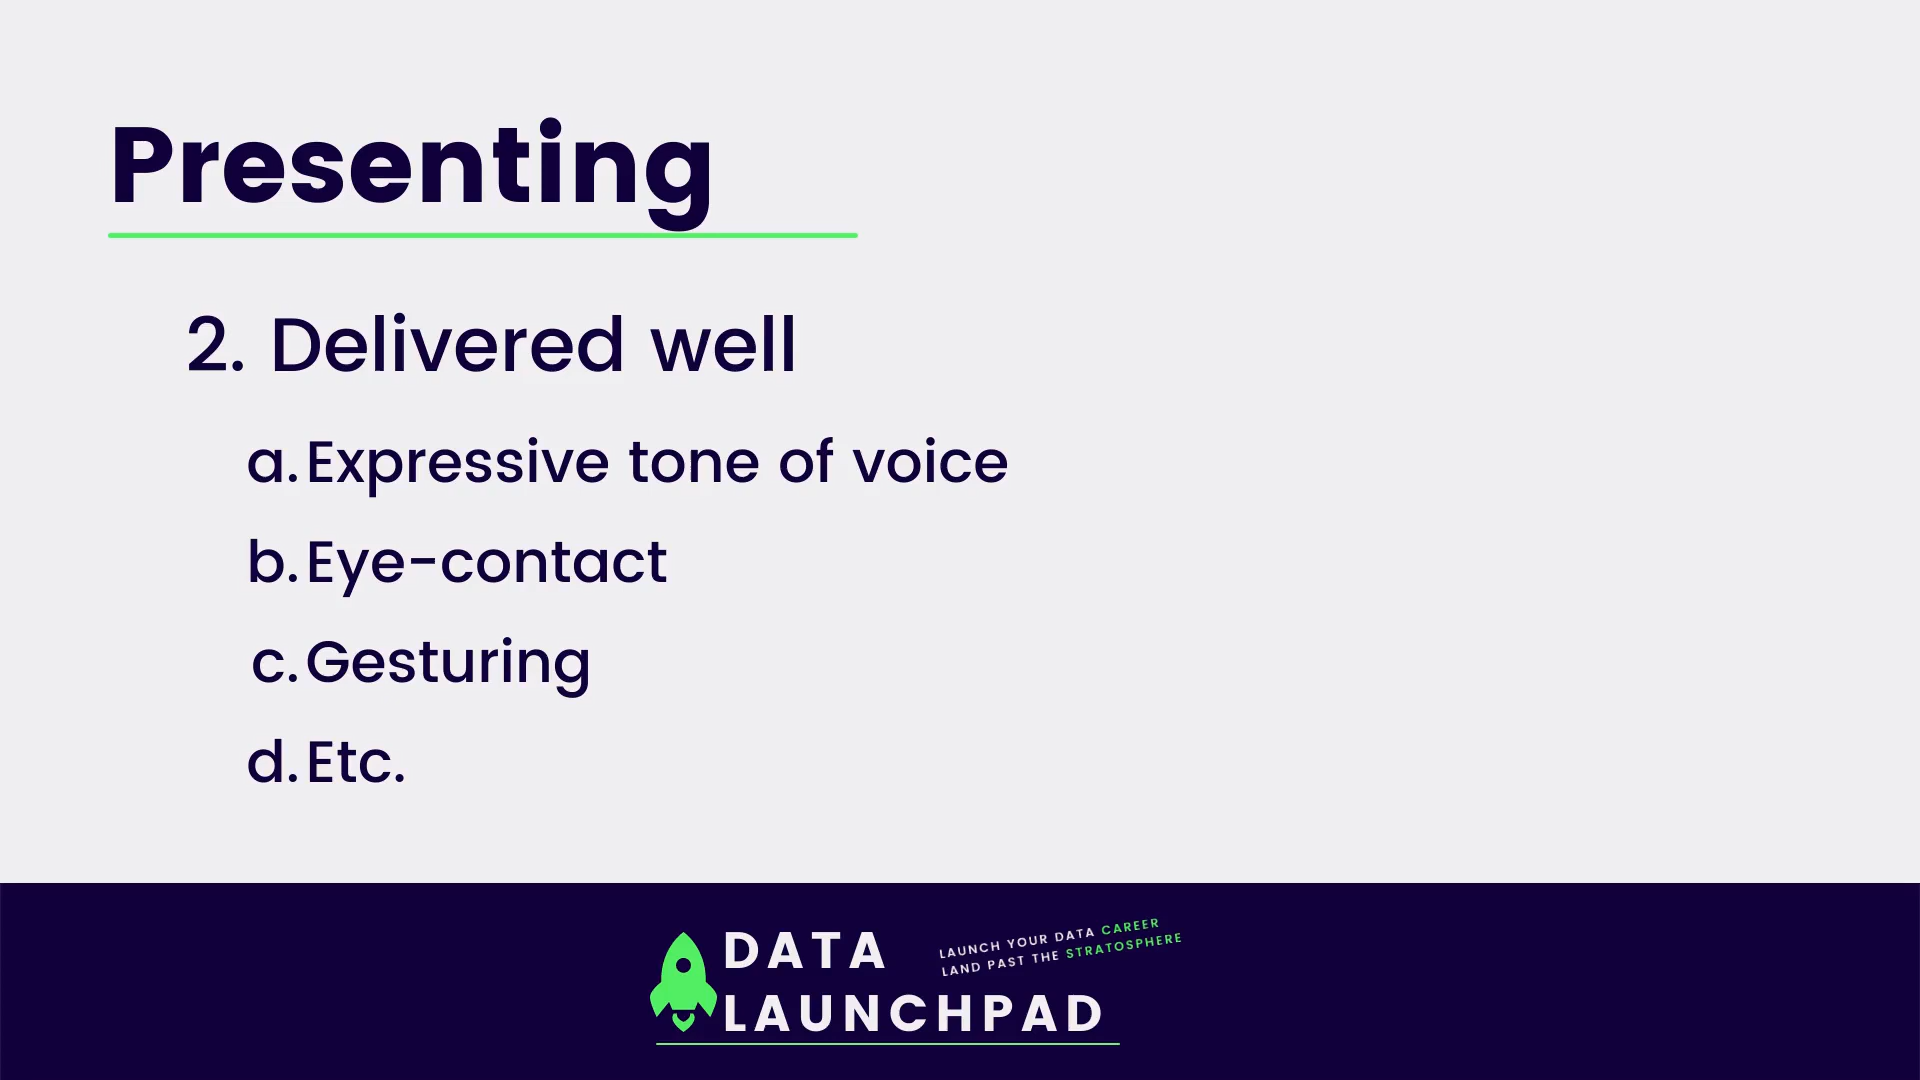 Presenting
2. Delivered well
a. Expressive tone of voice
b. Eye-contact
c. Gesturing
d. Etc.
DATA
LAUNCHPAD
LAUNCH YOUR DATA CAREER
LAND PAST THE STRATOSPHERE